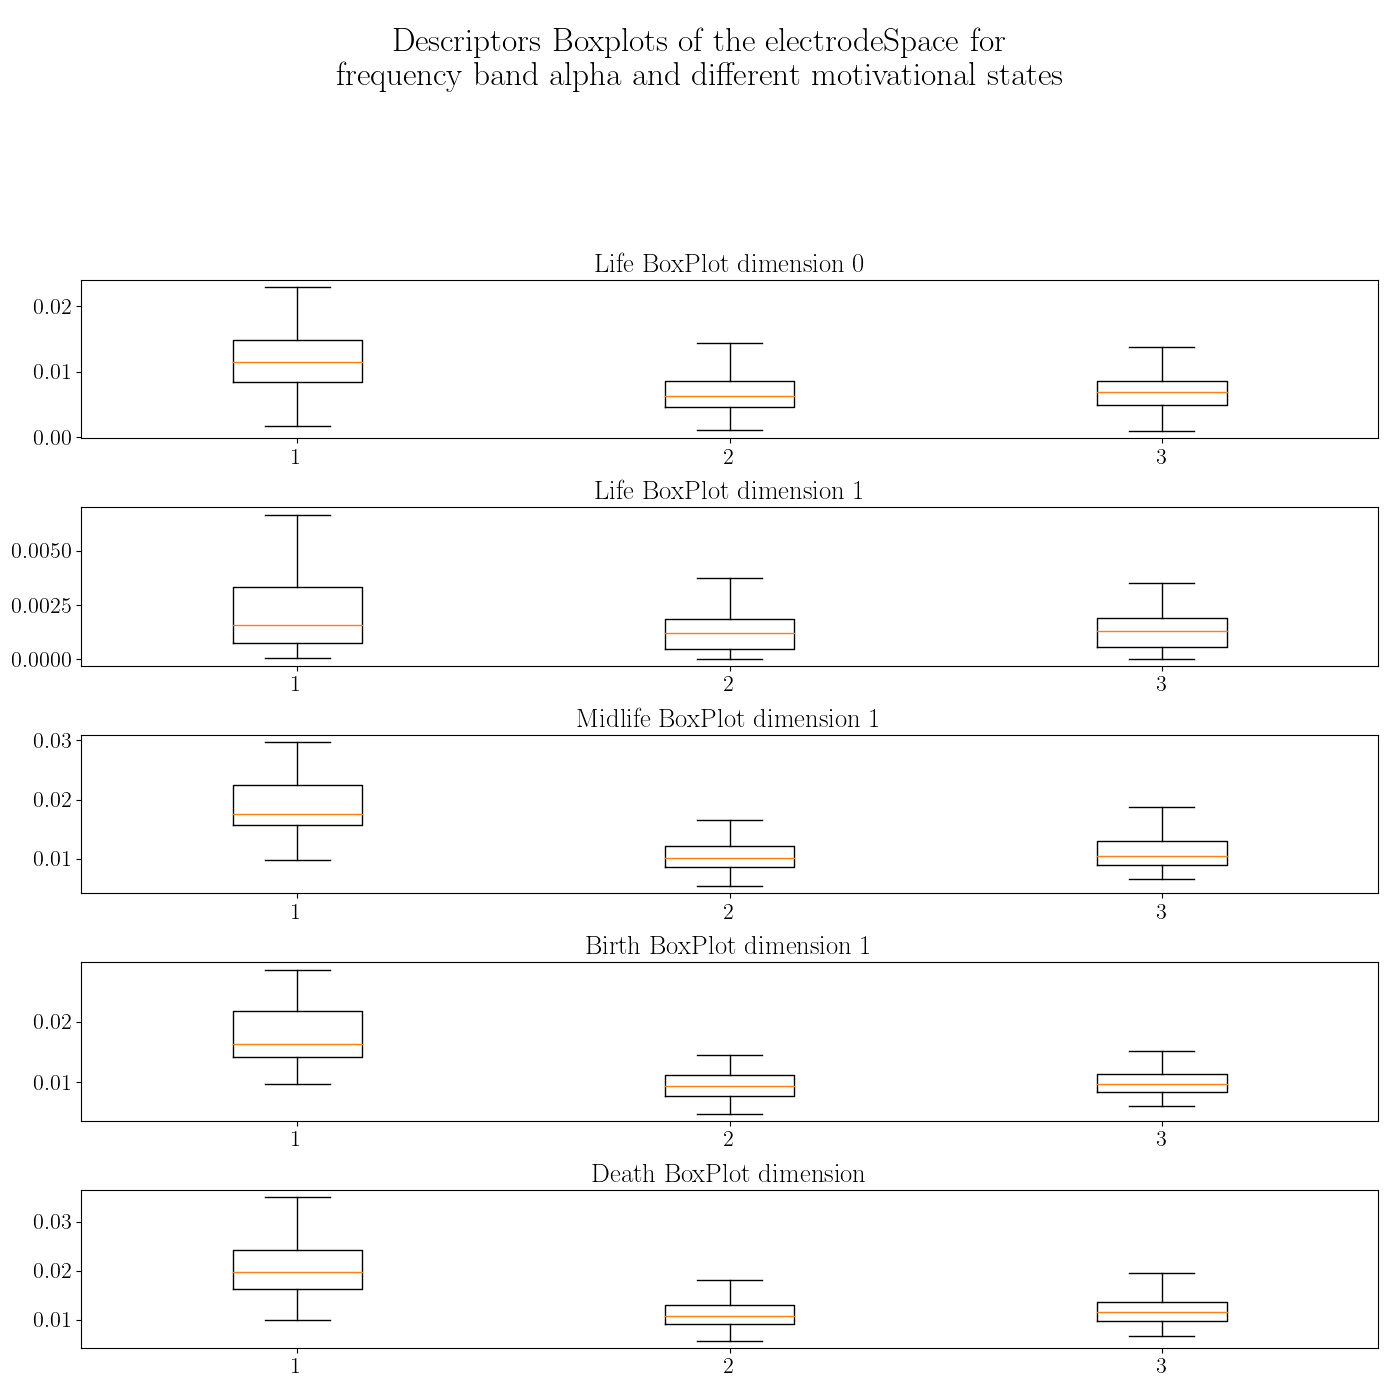 Descriptors Boxplots of the electrodeSpace for
frequency band alpha and different motivational states
Life BoxPlot dimension 0
0.02
0.01
0.00
1 2 3
Life BoxPlot dimension 1
0.0050
0.0025
0.0000
1 2 3
Midlife BoxPlot dimension 1
0.03
0.02
0.01
1 2 3
Birth BoxPlot dimension 1
0.02
0.01
1 2 3
Death BoxPlot dimension
0.03
0.02
0.01
1 2 3